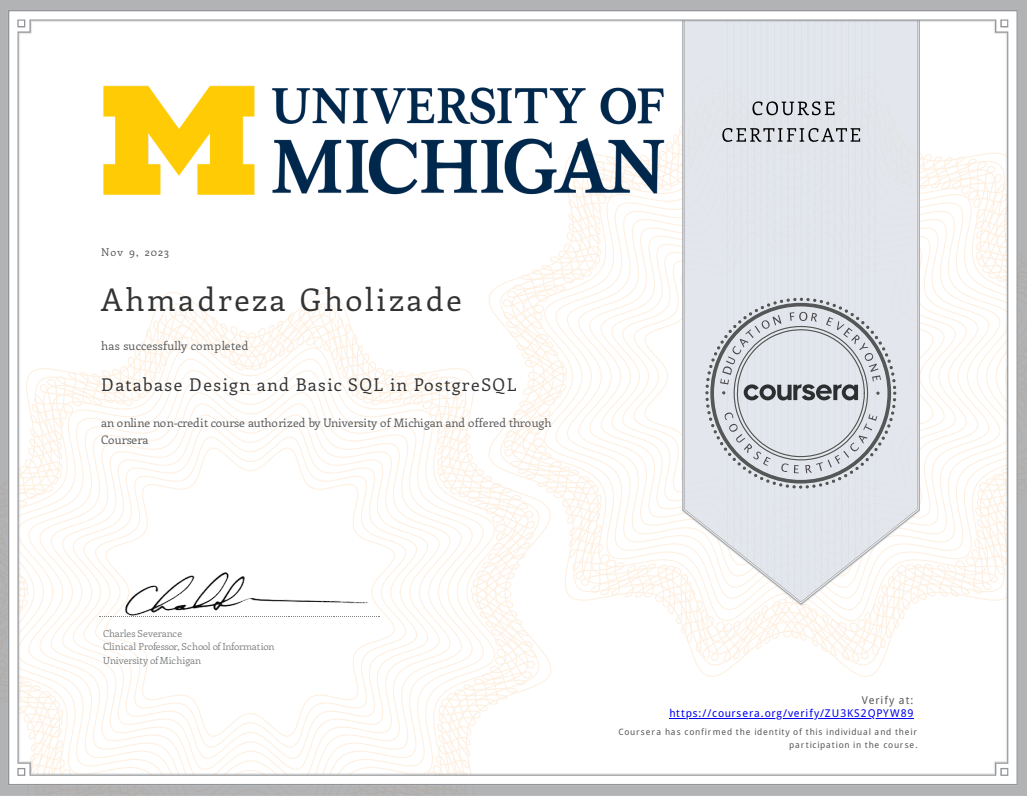 UNIVERSITY OF
MICHIGAN
COURSE
CERTIFICATE
Nov 9, 2023
Ahmadreza Gholizade
has successfully completed
Database Design and Basic SQL in PostgreSQL
an online non-credit course authorized by University of Michigan and offered through
Coursera
EDUCATION FOR EVERYONE
coursera
COURSE CERTIFICATE
Charles Severance
Clinical Professor, School of Information
University of Michigan
Verify at:
https://coursera.org/verify/ZU3KS2QPYW89
Coursera has confirmed the identity of this individual and their
participation in the course.